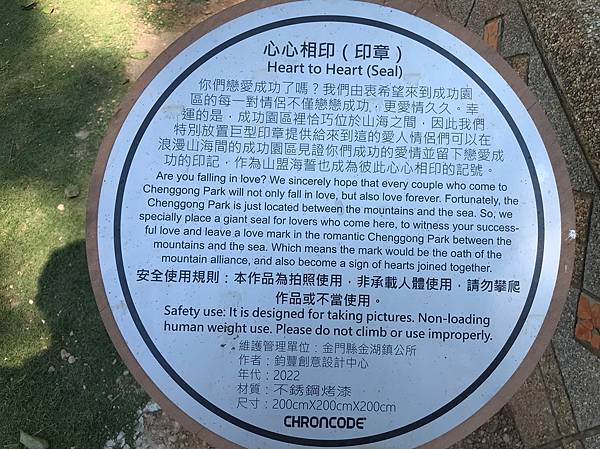 心心相印（印章）
Heart to Heart (Seal)
你們戀愛成功了嗎？我們由衷希望來到成功園
區的每一對情侶不僅戀戀成功，更愛情久久。幸
運的是，成功園區裡恰巧位於山海之間，因此我們
特別放置巨型印章提供給來到這的愛人情侶們可以在
浪漫山海間的成功園區見證你們成功的愛情並留下戀愛成
功的印記，作為山盟海誓也成為彼此心心相印的記號。
Are you falling in love? We sincerely hope that every couple who come to
Chenggong Park will not only fall in love, but also love forever. Fortunately, the
Chenggong Park is just located between the mountains and the sea. So, we
specially place a giant seal for lovers who come here, to witness your success-
ful love and leave a love mark in the romantic Chenggong Park between the
mountains and the sea. Which means the mark would be the oath of the
mountain alliance, and also become a sign of hearts joined together.
安全使用規則：本作品為拍照使用，非承載人體使用，請勿攀爬
作品或不當使用。
Safety use: It is designed for taking pictures. Non-loading
human weight use. Please do not climb or use improperly.
維護管理單位：金門縣金湖鎮公所
作者：鈞豐創意設計中心
年代：2022
材質：不銹鋼烤漆
尺寸：200cmX200cmX200cm
CHRONCODE